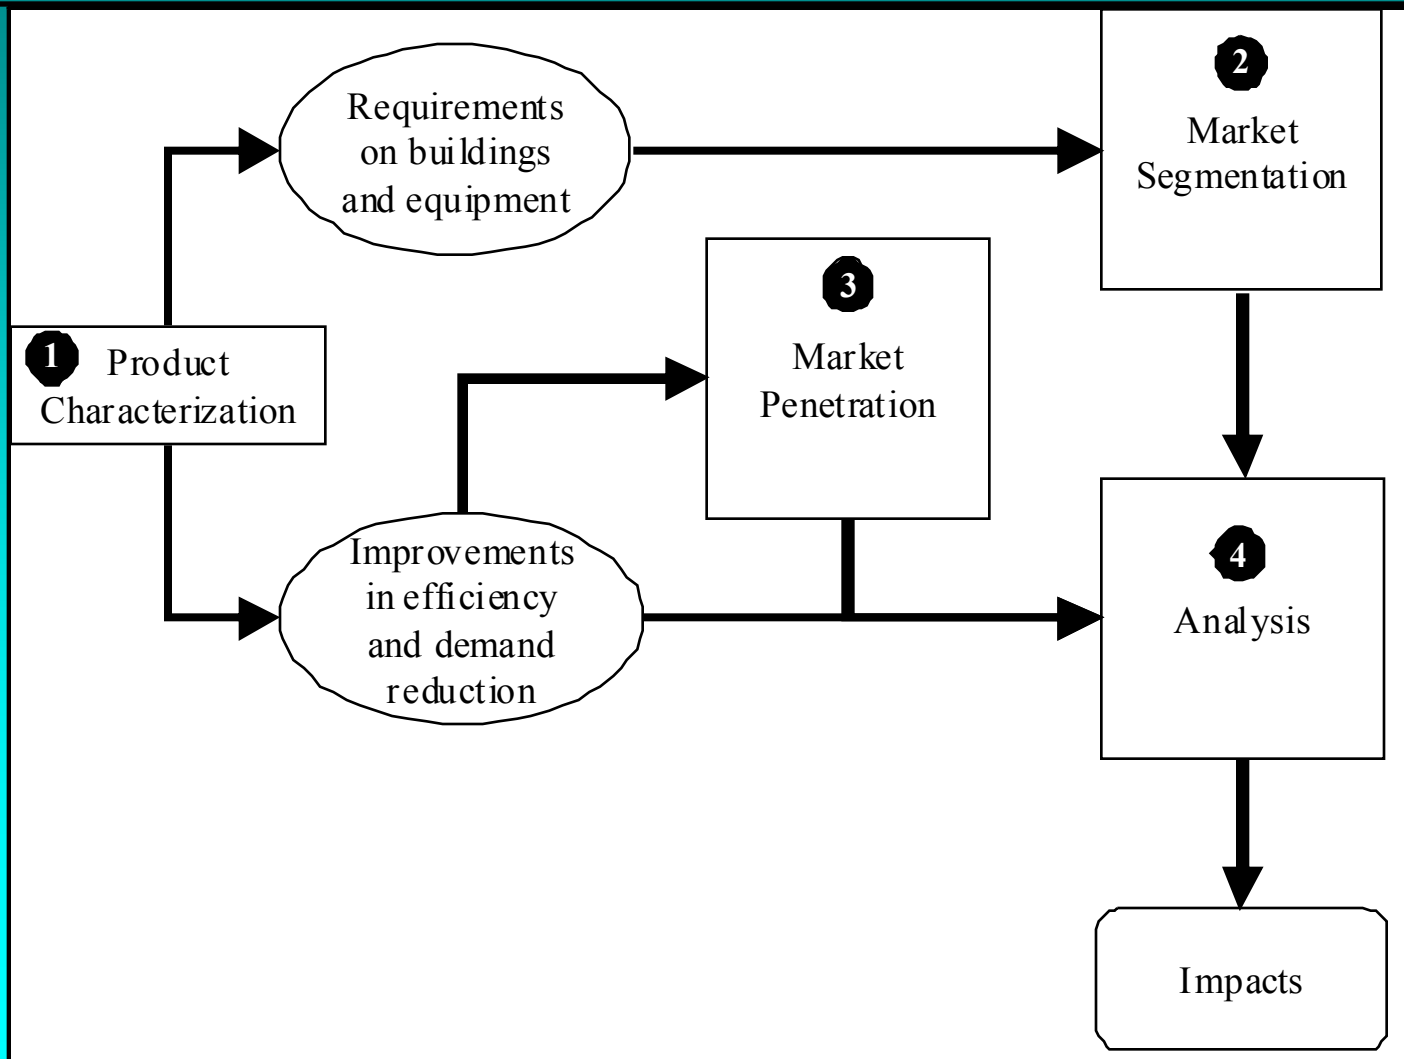 Requirements
on buildings
and equipment
2
Market
Segmentation
3
Market
Penetration
1 Product
Characterization
Improvements
in efficiency
and demand
reduction
4
Analysis
Impacts